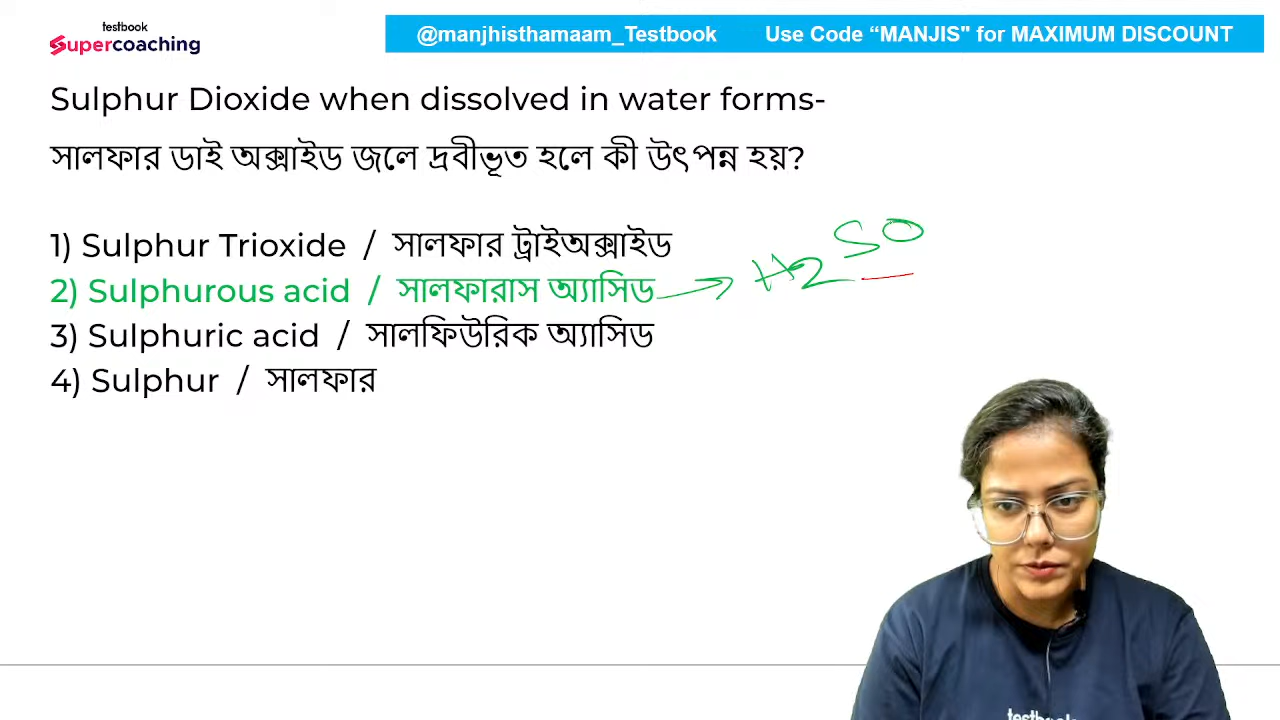 testbook
Supercoaching
@manjhisthamaam_Testbook Use Code “MANJIS" for MAXIMUM DISCOUNT
Sulphur Dioxide when dissolved in water forms-
সালফার ডাই অক্সাইড জলে দ্রবীভূত হলে কী উৎপন্ন হয়?
1) Sulphur Trioxide / সালফার ট্রাইঅক্সাইড
2) Sulphurous acid / সালফারাস অ্যাসিড → H2SO
3) Sulphuric acid / সালফিউরিক অ্যাসিড
4) Sulphur / সালফার
testbook